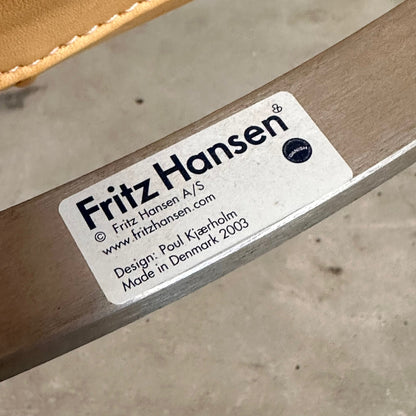 Fritz Hansen
© Fritz Hansen A/S
www.fritzhansen.com
Design: Poul Kjærholm
Made in Denmark 2003